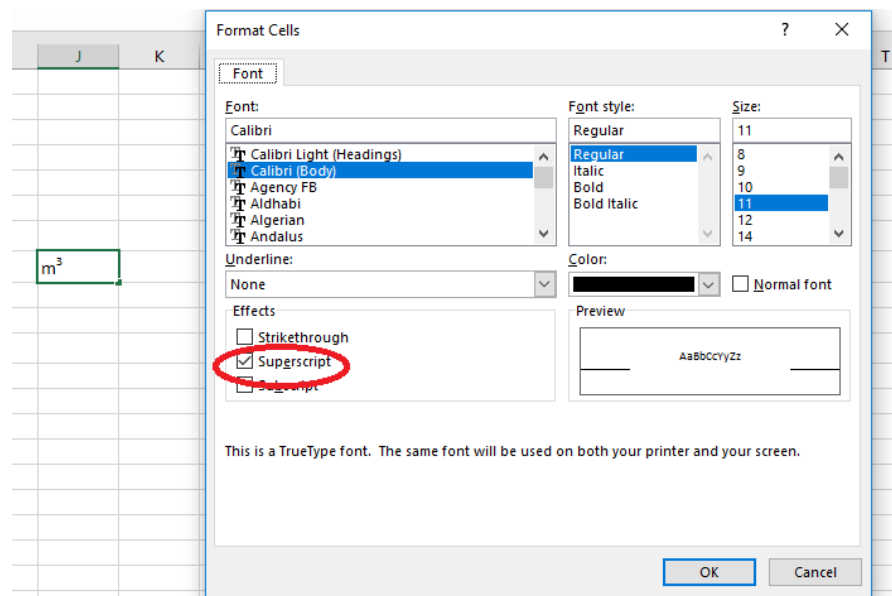 Format Cells ? X
J K T
Font
Font: Font style: Size:
Calibri Regular 11
Calibri Light (Headings) Regular 8
Calibri (Body) Italic 9
Agency FB Bold 10
Aldhabi Bold Italic 11
Algerian 12
Andalus 14
m³
Underline: Color:
None Normal font
Effects Preview
Strikethrough
Superscript AaBbCcYyZz
Subscript
This is a TrueType font.  The same font will be used on both your printer and your screen.
OK Cancel